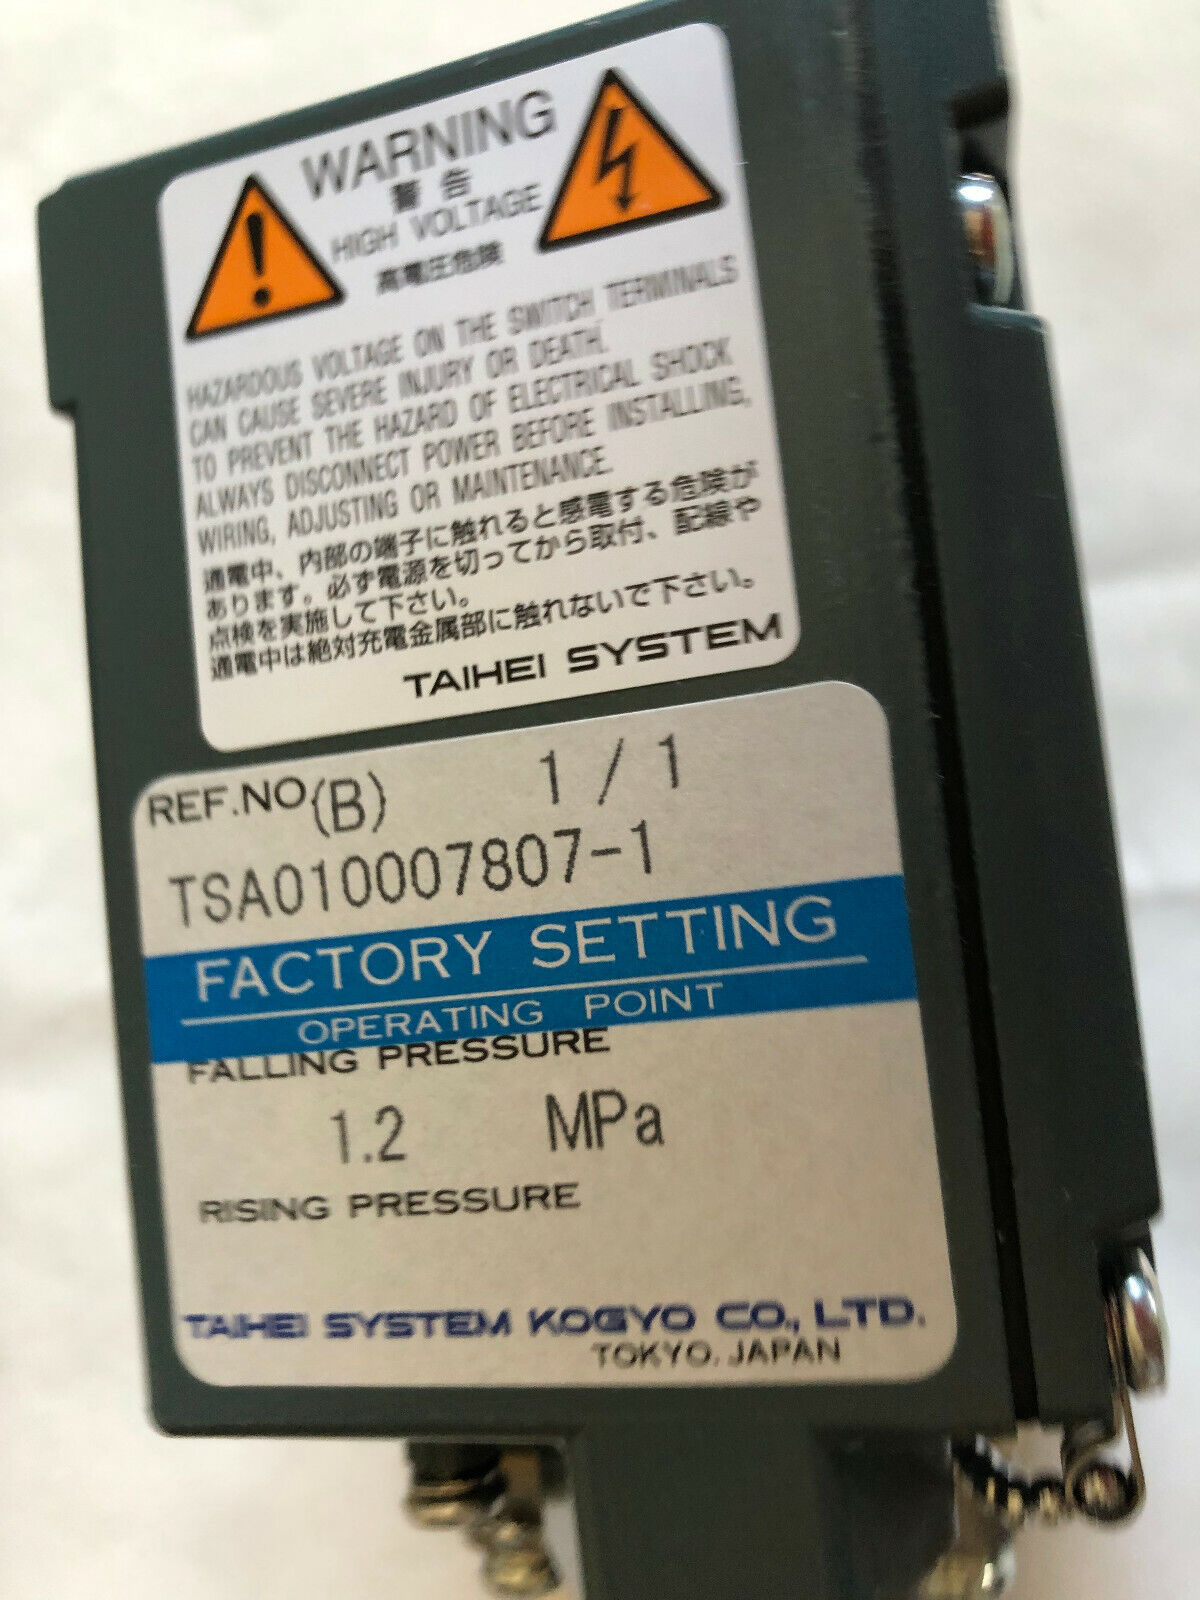 WARNING
警告
HIGH VOLTAGE
高電圧危険
HAZARDOUS VOLTAGE ON THE SWITCH TERMINALS
CAN CAUSE SEVERE INJURY OR DEATH.
TO PREVENT THE HAZARD OF ELECTRICAL SHOCK
ALWAYS DISCONNECT POWER BEFORE INSTALLING,
WIRING, ADJUSTING OR MAINTENANCE.
通電中、内部の端子に触れると感電する危険が
あります。必ず電源を切ってから取付、配線や
点検を実施して下さい。
通電中は絶対充電金属部に触れないで下さい。
TAIHEI SYSTEM
REF.NO(B) 1 / 1
TSA010007807-1
FACTORY SETTING
OPERATING POINT
FALLING PRESSURE
1.2 MPa
RISING PRESSURE
TAIHEI SYSTEM KOGYO CO., LTD.
TOKYO, JAPAN